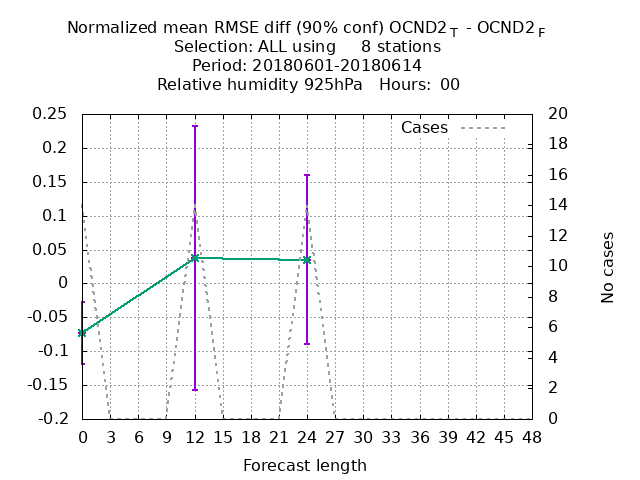 Normalized mean RMSE diff (90% conf) OCND2 T - OCND2 F
Selection: ALL using 8 stations
Period: 20180601-20180614
Relative humidity 925hPa Hours: 00
Cases
0.25
0.2
0.15
0.1
0.05
0
-0.05
-0.1
-0.15
-0.2
20
18
16
14
12
10
8
6
4
2
0
No cases
0 3 6 9 12 15 18 21 24 27 30 33 36 39 42 45 48
Forecast length